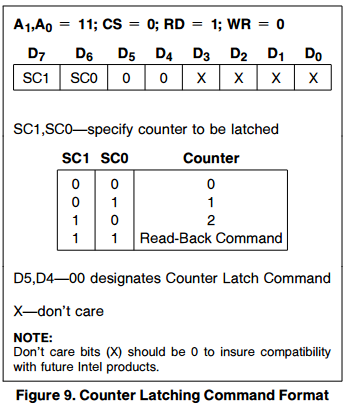 A1,A0 = 11; CS = 0; RD = 1; WR = 0
D7 D6 D5 D4 D3 D2 D1 D0
SC1 SC0 0 0 X X X X
SC1,SC0—specify counter to be latched
SC1 SC0 Counter
0 0 0
0 1 1
1 0 2
1 1 Read-Back Command
D5,D4—00 designates Counter Latch Command
X—don't care
NOTE:
Don't care bits (X) should be 0 to insure compatibility
with future Intel products.
Figure 9. Counter Latching Command Format